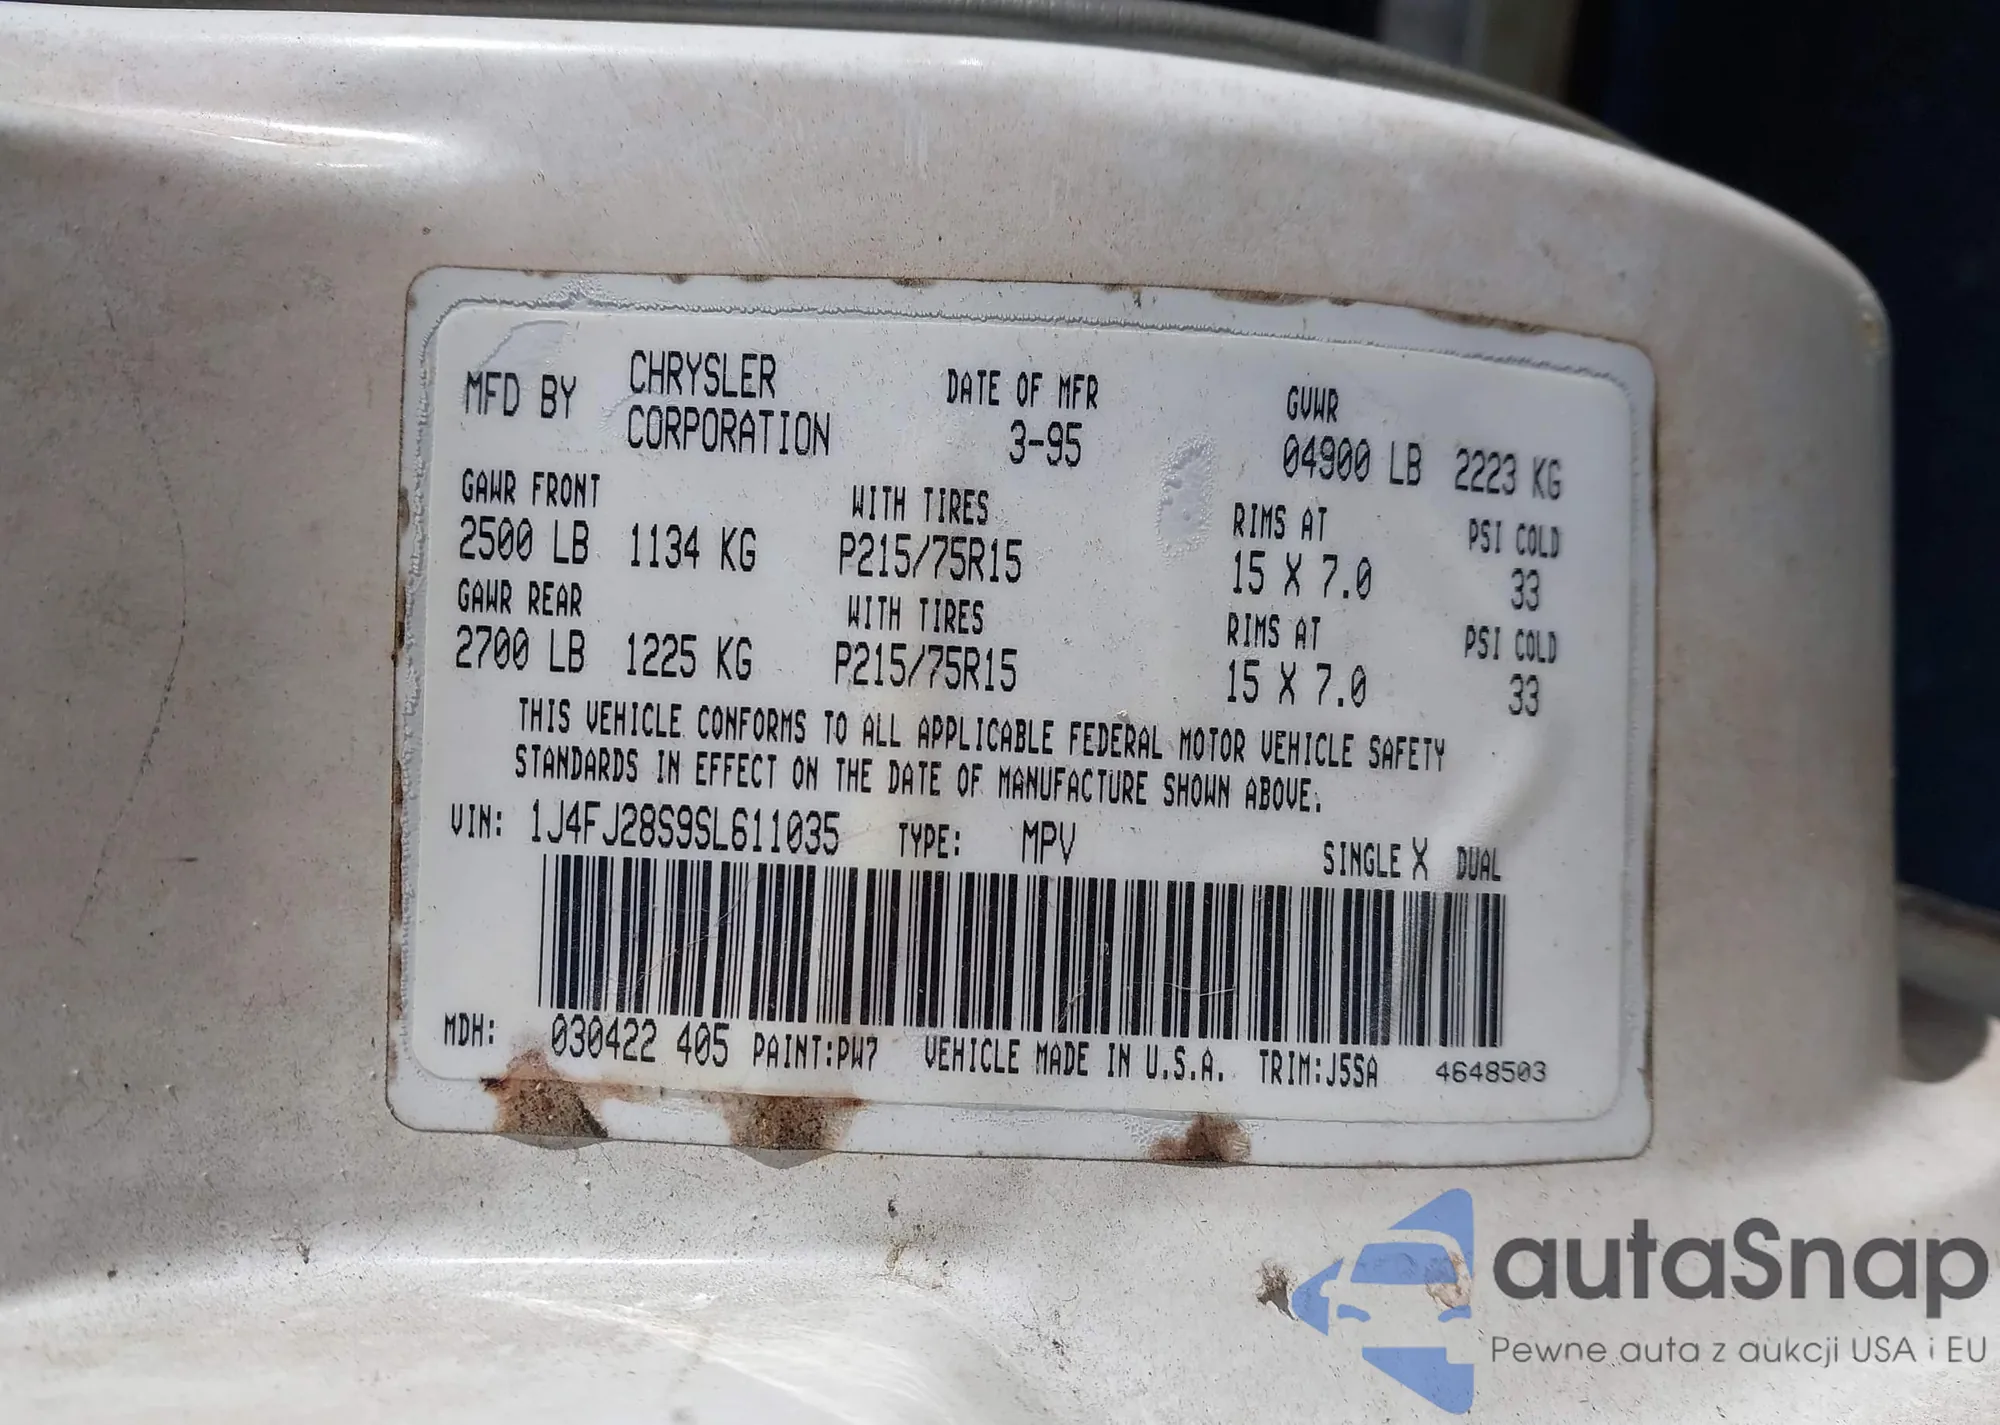 MFD BY CHRYSLER CORPORATION DATE OF MFR 3-95 GVWR 04900 LB 2223 KG
GAWR FRONT WITH TIRES RIMS AT PSI COLD
2500 LB 1134 KG P215/75R15 15 X 7.0 33
GAWR REAR WITH TIRES RIMS AT PSI COLD
2700 LB 1225 KG P215/75R15 15 X 7.0 33
THIS VEHICLE CONFORMS TO ALL APPLICABLE FEDERAL MOTOR VEHICLE SAFETY
STANDARDS IN EFFECT ON THE DATE OF MANUFACTURE SHOWN ABOVE.
VIN: 1J4FJ28S9SL611035 TYPE: MPV SINGLE X DUAL
MDH: 030422 405 PAINT:PW7 VEHICLE MADE IN U.S.A. TRIM:J5SA 4648503
autaSnap
Pewne auta z aukcji USA i EU